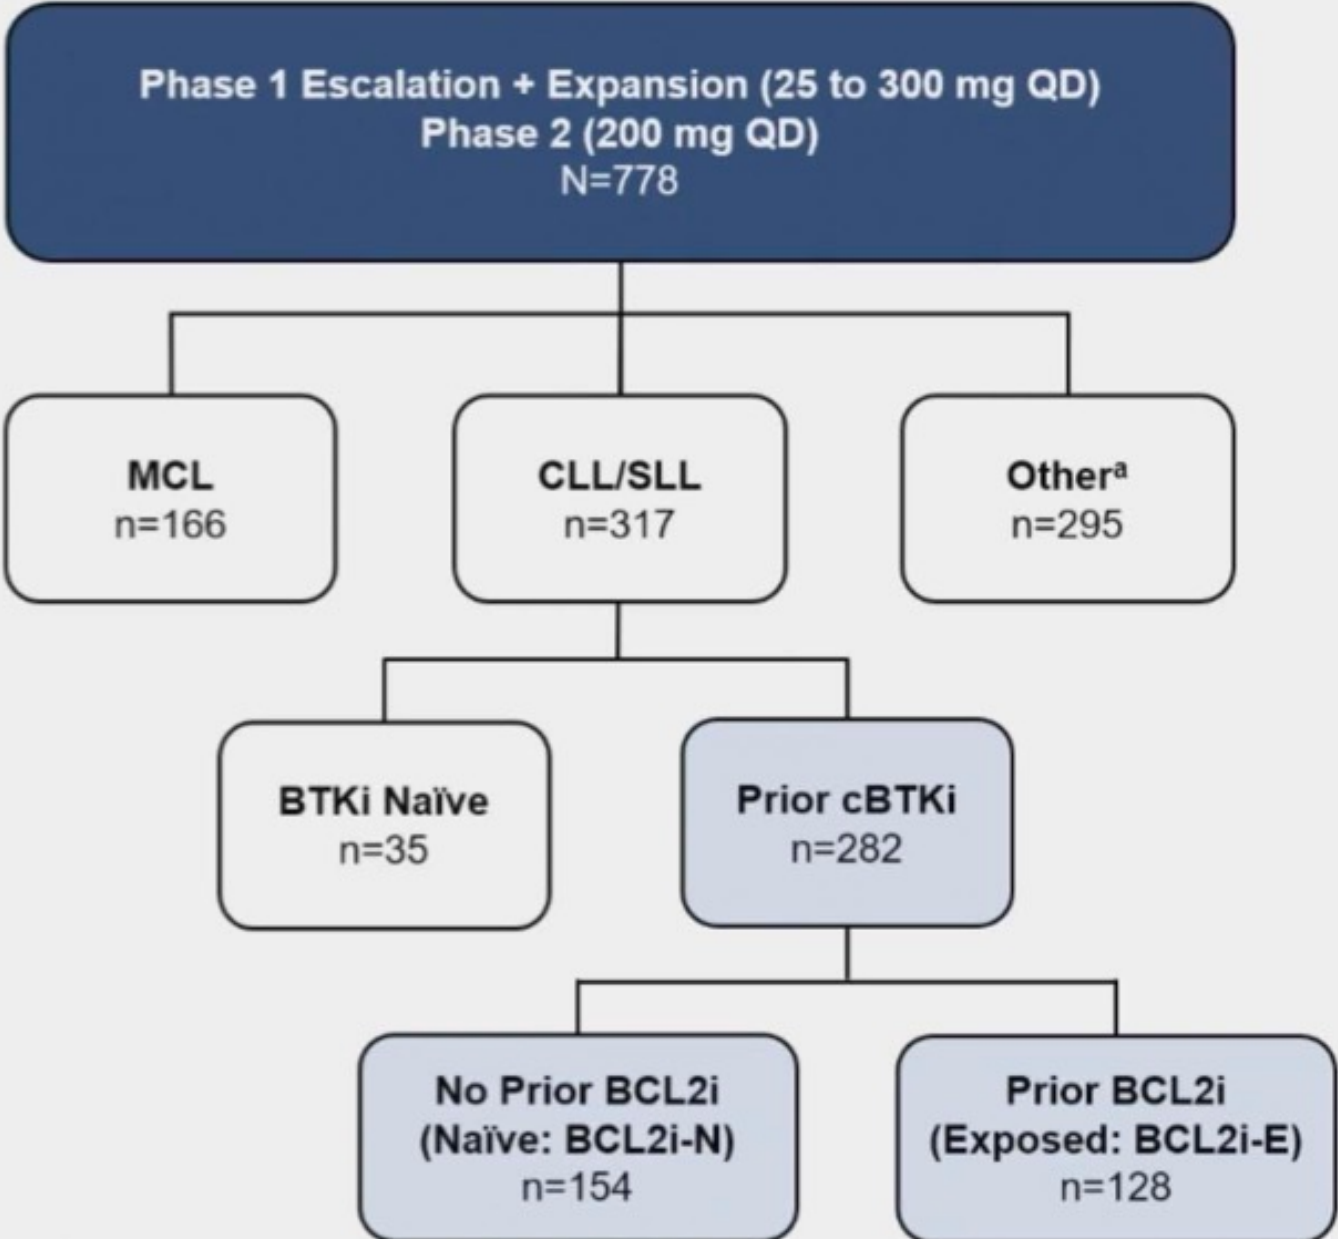 Phase 1 Escalation + Expansion (25 to 300 mg QD)
Phase 2 (200 mg QD)
N=778
MCL
n=166
CLL/SLL
n=317
Otherᵃ
n=295
BTKi Naïve
n=35
Prior cBTKi
n=282
No Prior BCL2i
(Naïve: BCL2i-N)
n=154
Prior BCL2i
(Exposed: BCL2i-E)
n=128